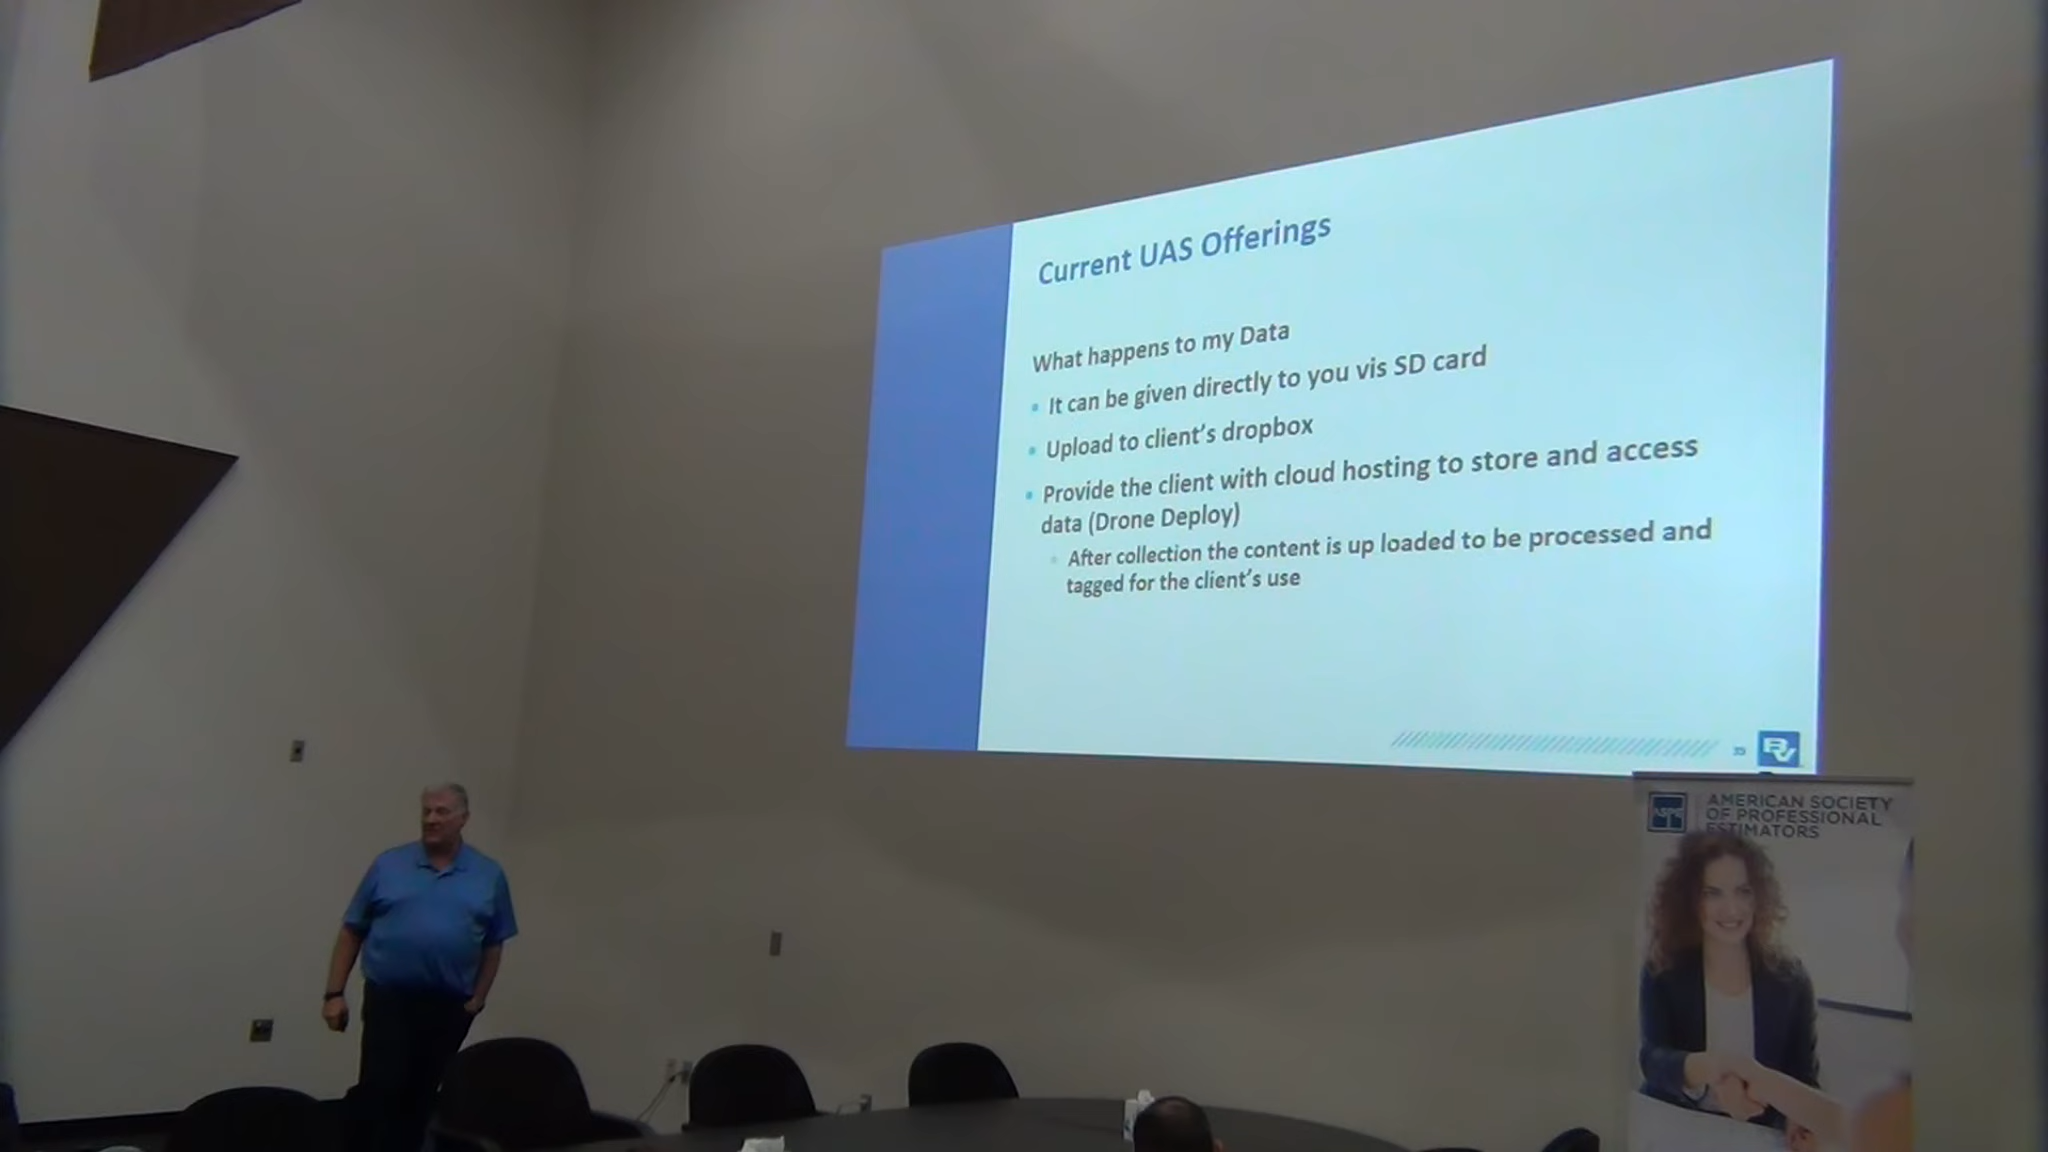 Current UAS Offerings
What happens to my Data
It can be given directly to you vis SD card
Upload to client's dropbox
Provide the client with cloud hosting to store and access
data (Drone Deploy)
After collection the content is up loaded to be processed and
tagged for the client's use
BV
AMERICAN SOCIETY
OF PROFESSIONAL
ESTIMATORS